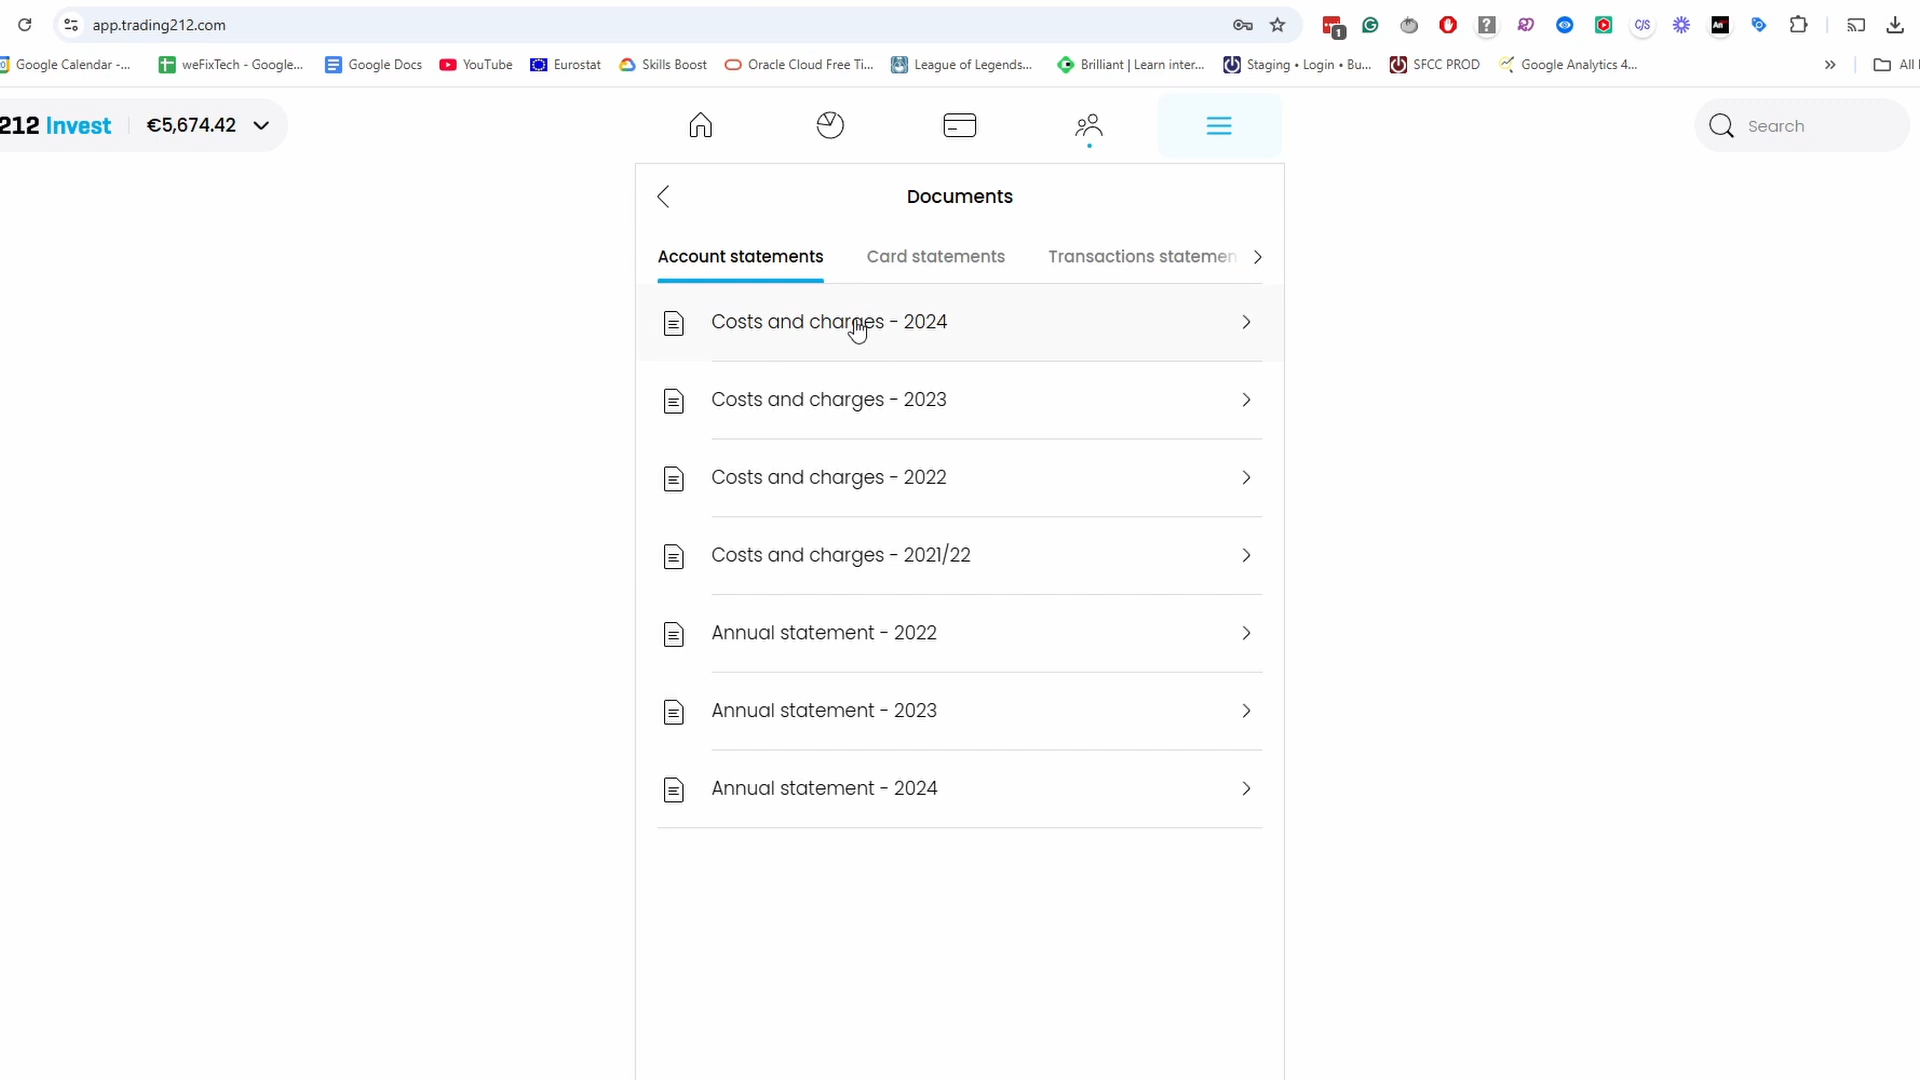 app.trading212.com
1
C/S
Google Calendar -...
weFixTech - Google...
Google Docs
YouTube
Eurostat
Skills Boost
Oracle Cloud Free Ti...
League of Legends...
Brilliant | Learn inter...
Staging • Login • Bu...
SFCC PROD
Google Analytics 4...
»
All
212 Invest
€5,674.42
Search
Documents
Account statements
Card statements
Transactions statemen
Costs and charges - 2024
Costs and charges - 2023
Costs and charges - 2022
Costs and charges - 2021/22
Annual statement - 2022
Annual statement - 2023
Annual statement - 2024